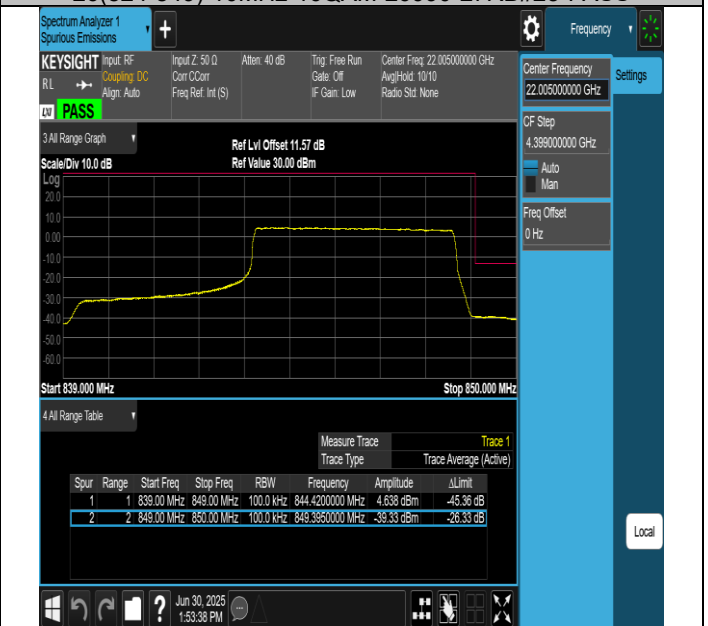 Spectrum Analyzer 1
Spurious Emissions
+
Frequency
KEYSIGHT Input: RF Input Z: 50 Ω Atten: 40 dB Trig: Free Run Center Freq: 22.005000000 GHz
RL Coupling: DC Corr CCorr Gate: Off Avg|Hold: 10/10
Align: Auto Freq Ref: Int (S) IF Gain: Low Radio Std: None
LXI PASS
Center Frequency
22.005000000 GHz
Settings
CF Step
4.399000000 GHz
Auto
Man
Freq Offset
0 Hz
3 All Range Graph
Ref Lvl Offset 11.57 dB
Scale/Div 10.0 dB Ref Value 30.00 dBm
Log
20.0
10.0
0.00
-10.0
-20.0
-30.0
-40.0
-50.0
-60.0
Start 839.000 MHz Stop 850.000 MHz
4 All Range Table
Measure Trace Trace 1
Trace Type Trace Average (Active)
Spur Range Start Freq Stop Freq RBW Frequency Amplitude ΔLimit
1 1 839.00 MHz 849.00 MHz 100.0 kHz 844.4200000 MHz 4.638 dBm -45.36 dB
2 2 849.00 MHz 850.00 MHz 100.0 kHz 849.3950000 MHz -39.33 dBm -26.33 dB
Local
Jun 30, 2025
1:53:38 PM